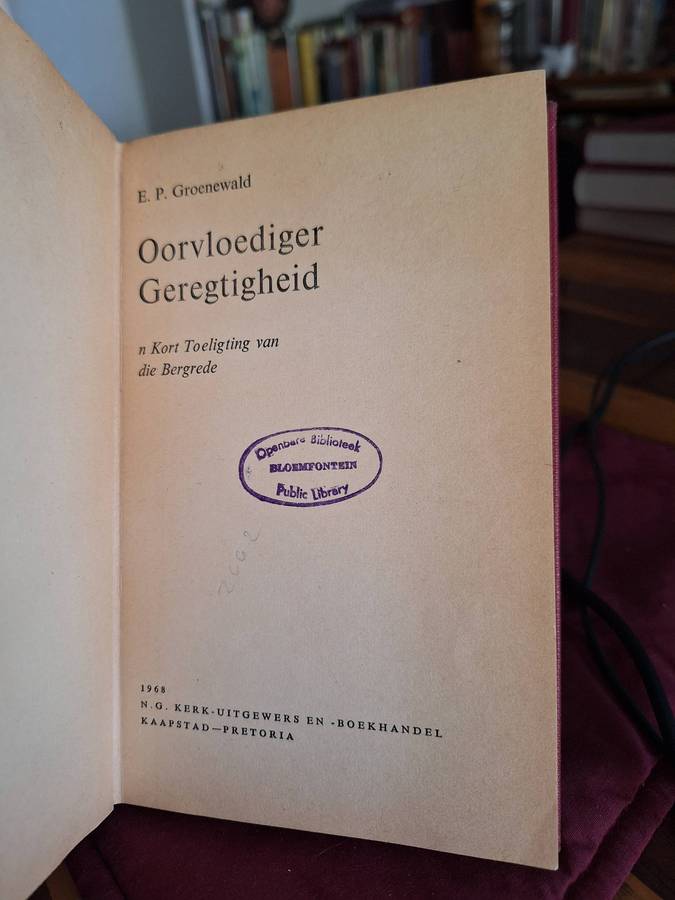 E. P. Groenewald
Oorvloediger
Geregtigheid
n Kort Toeligting van
die Bergrede
Openbare Biblioteek
BLOEMFONTEIN
Public Library
1968
N.G. KERK-UITGEWERS EN -BOEKHANDEL
KAAPSTAD—PRETORIA